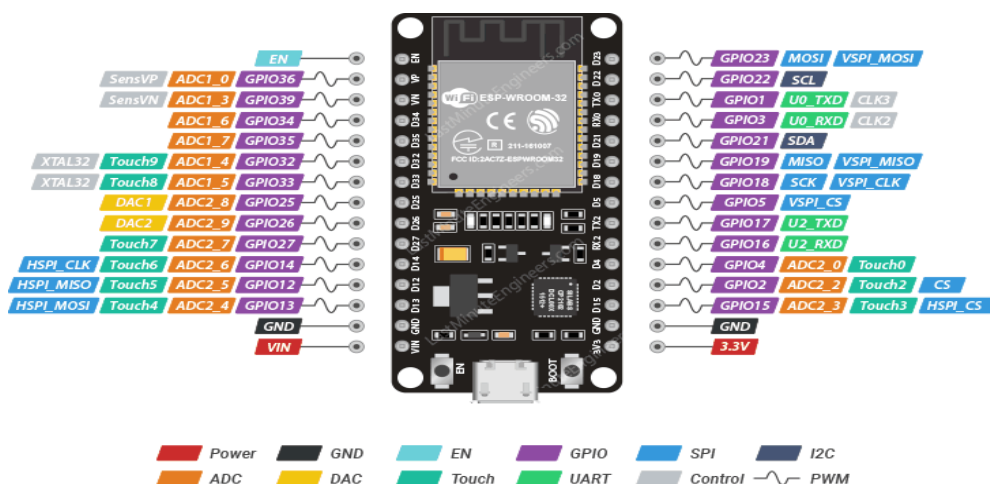 EN
SensVP ADC1_0 GPIO36
SensVN ADC1_3 GPIO39
ADC1_6 GPIO34
ADC1_7 GPIO35
XTAL32 Touch9 ADC1_4 GPIO32
XTAL32 Touch8 ADC1_5 GPIO33
DAC1 ADC2_8 GPIO25
DAC2 ADC2_9 GPIO26
Touch7 ADC2_7 GPIO27
HSPI_CLK Touch6 ADC2_6 GPIO14
HSPI_MISO Touch5 ADC2_5 GPIO12
HSPI_MOSI Touch4 ADC2_4 GPIO13
GND
VIN
EN
VP
VN
D34
D35
D32
D33
D25
D26
D27
D14
D12
D13
GND
VIN
WiFi ESP-WROOM-32
CE
R 211-161007
FCC ID:2AC7Z-ESPWROOM32
LastMinuteEngineers.com
EN
BOOT
D23
D22
TX0
RX0
D21
D19
D18
D5
TX2
RX2
D4
D2
D15
GND
3V3
GPIO23 MOSI VSPI_MOSI
GPIO22 SCL
GPIO1 U0_TXD CLK3
GPIO3 U0_RXD CLK2
GPIO21 SDA
GPIO19 MISO VSPI_MISO
GPIO18 SCK VSPI_CLK
GPIO5 VSPI_CS
GPIO17 U2_TXD
GPIO16 U2_RXD
GPIO4 ADC2_0 Touch0
GPIO2 ADC2_2 Touch2 CS
GPIO15 ADC2_3 Touch3 HSPI_CS
GND
3.3V
Power GND EN GPIO SPI I2C
ADC DAC Touch UART Control PWM